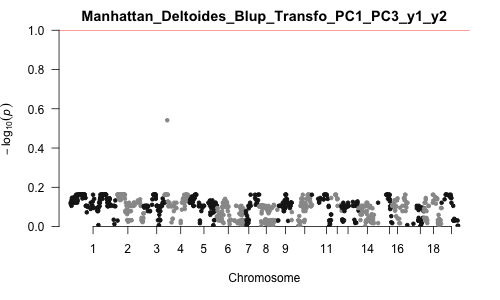 Manhattan_Deltoides_Blup_Transfo_PC1_PC3_y1_y2
1.0
0.8
0.6
0.4
0.2
0.0
− log10(p)
1 2 3 4 5 6 7 8 9 11 14 16 18
Chromosome